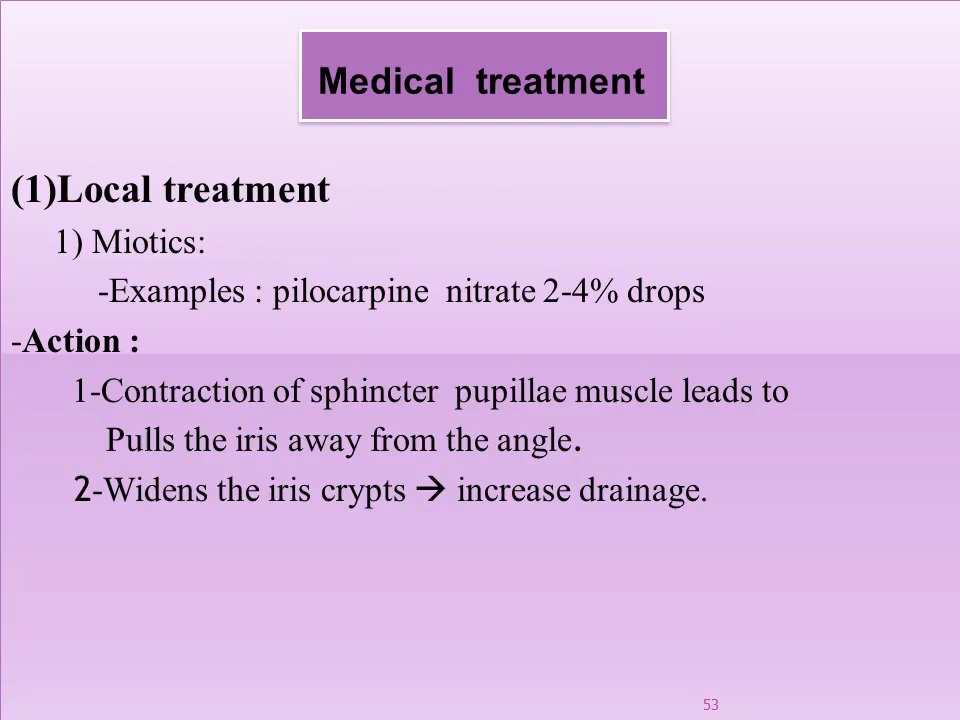 Medical  treatment
(1)Local treatment
1) Miotics:
-Examples : pilocarpine  nitrate 2-4% drops
-Action :
1-Contraction of sphincter  pupillae muscle leads to
Pulls the iris away from the angle.
2-Widens the iris crypts → increase drainage.
53